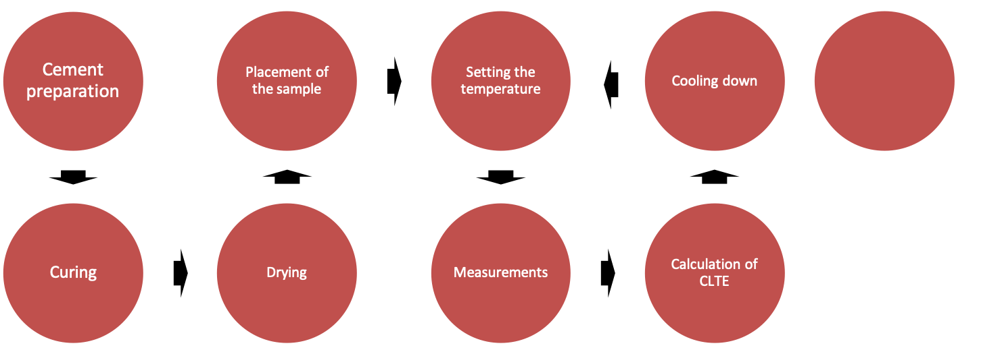 Cement
preparation
Placement of
the sample
Setting the
temperature
Cooling down
Curing
Drying
Measurements
Calculation of
CLTE